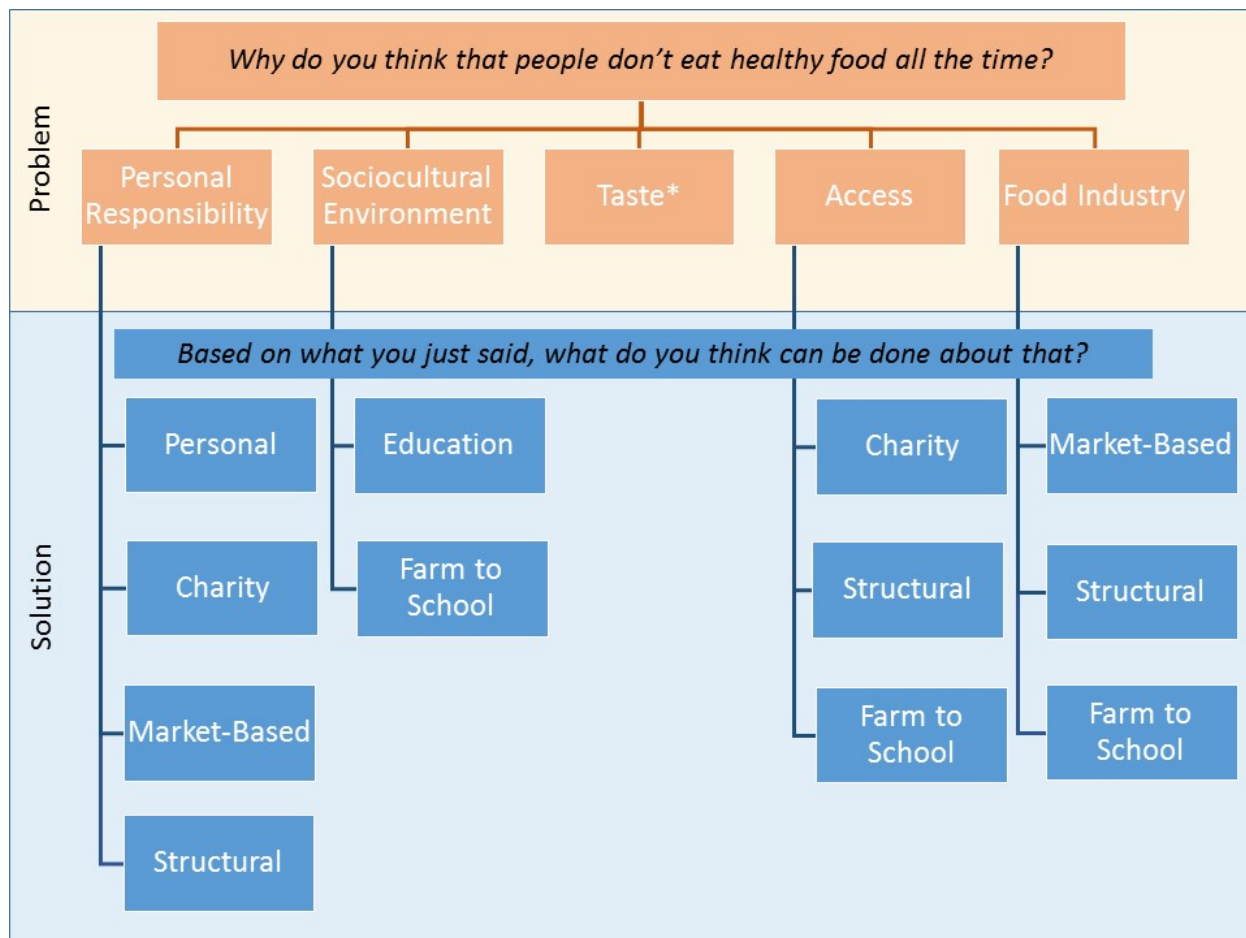 Why do you think that people don't eat healthy food all the time?
Problem
Personal
Responsibility
Sociocultural
Environment
Taste*
Access
Food Industry
Based on what you just said, what do you think can be done about that?
Solution
Personal
Charity
Market-Based
Structural
Education
Farm to
School
Charity
Structural
Farm to
School
Market-Based
Structural
Farm to
School